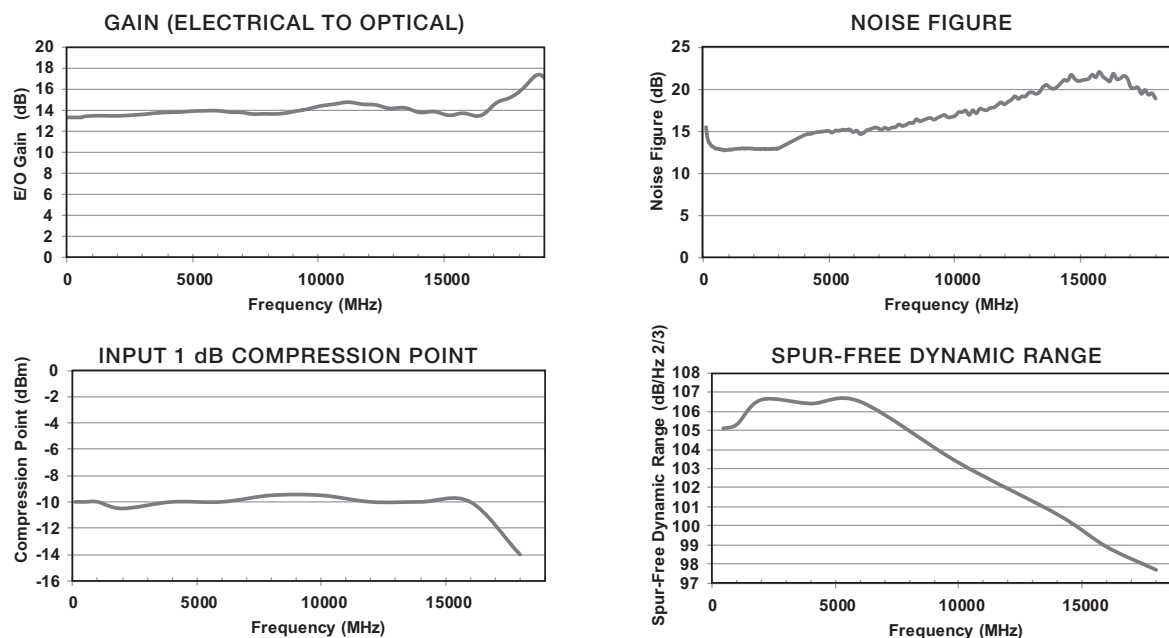 GAIN (ELECTRICAL TO OPTICAL)
20
18
16
14
12
10
8
6
4
2
0
E/O Gain (dB)
0 5000 10000 15000
Frequency (MHz)
NOISE FIGURE
25
20
15
10
5
0
Noise Figure (dB)
0 5000 10000 15000
Frequency (MHz)
INPUT 1 dB COMPRESSION POINT
0
-2
-4
-6
-8
-10
-12
-14
-16
Compression Point (dBm)
0 5000 10000 15000
Frequency (MHz)
SPUR-FREE DYNAMIC RANGE
108
107
106
105
104
103
102
101
100
99
98
97
Spur-Free Dynamic Range (dB/Hz 2/3)
0 5000 10000 15000
Frequency (MHz)